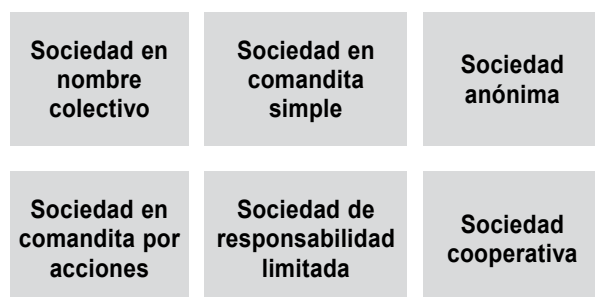 Sociedad en
nombre
colectivo
Sociedad en
comandita
simple
Sociedad
anónima
Sociedad en
comandita por
acciones
Sociedad de
responsabilidad
limitada
Sociedad
cooperativa